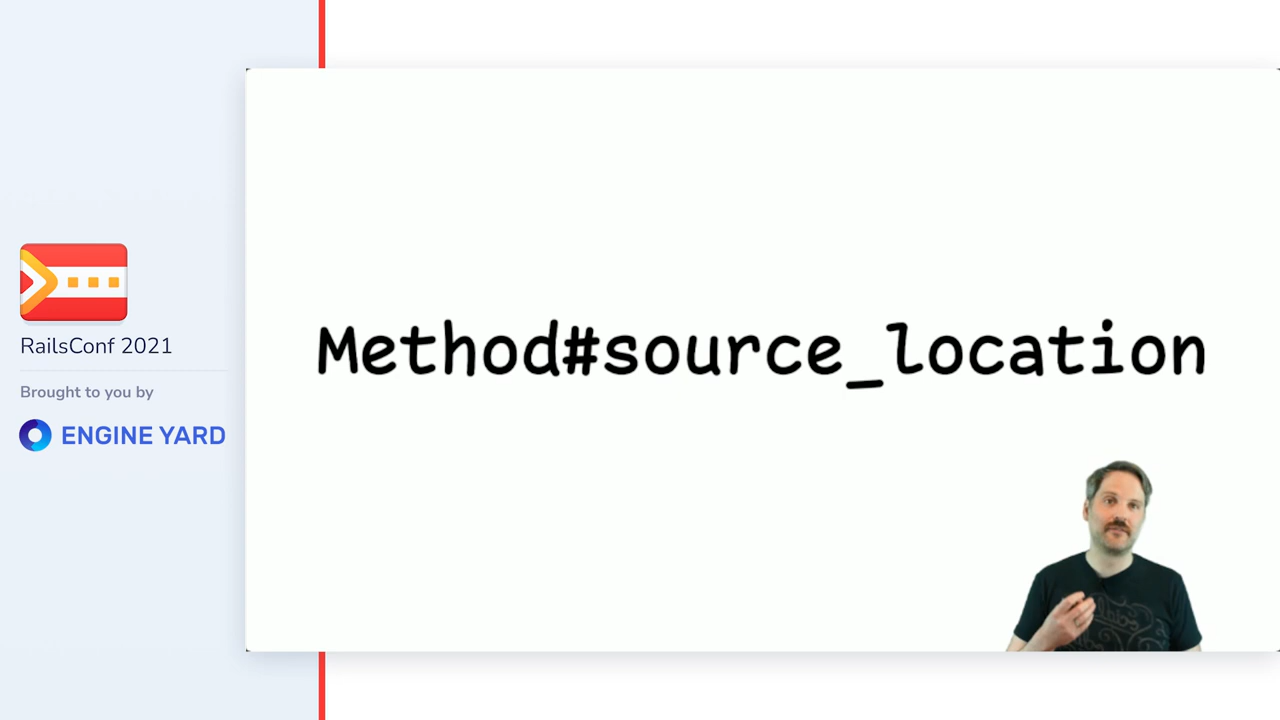 RailsConf 2021
Brought to you by
ENGINE YARD
Method#source_location